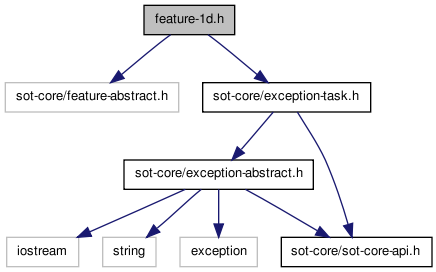 feature-1d.h
sot-core/feature-abstract.h
sot-core/exception-task.h
sot-core/exception-abstract.h
iostream
string
exception
sot-core/sot-core-api.h